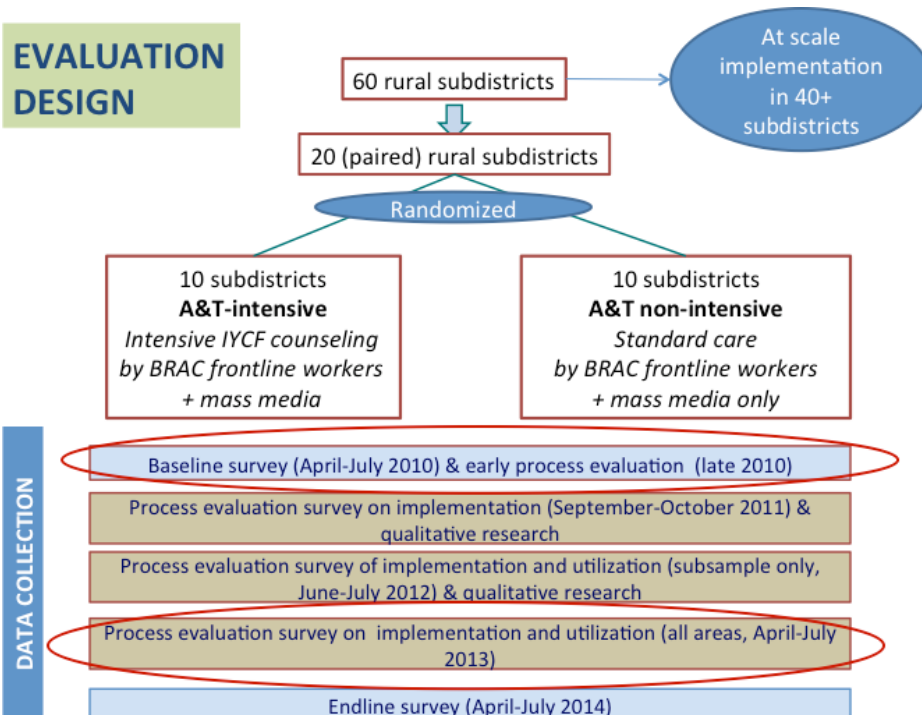 EVALUATION
DESIGN
60 rural subdistricts
At scale
implementation
in 40+
subdistricts
20 (paired) rural subdistricts
Randomized
10 subdistricts
A&T-intensive
Intensive IYCF counseling
by BRAC frontline workers
+ mass media
10 subdistricts
A&T non-intensive
Standard care
by BRAC frontline workers
+ mass media only
DATA COLLECTION
Baseline survey (April-July 2010) & early process evaluation (late 2010)
Process evaluation survey on implementation (September-October 2011) &
qualitative research
Process evaluation survey of implementation and utilization (subsample only,
June-July 2012) & qualitative research
Process evaluation survey on implementation and utilization (all areas, April-July
2013)
Endline survey (April-July 2014)